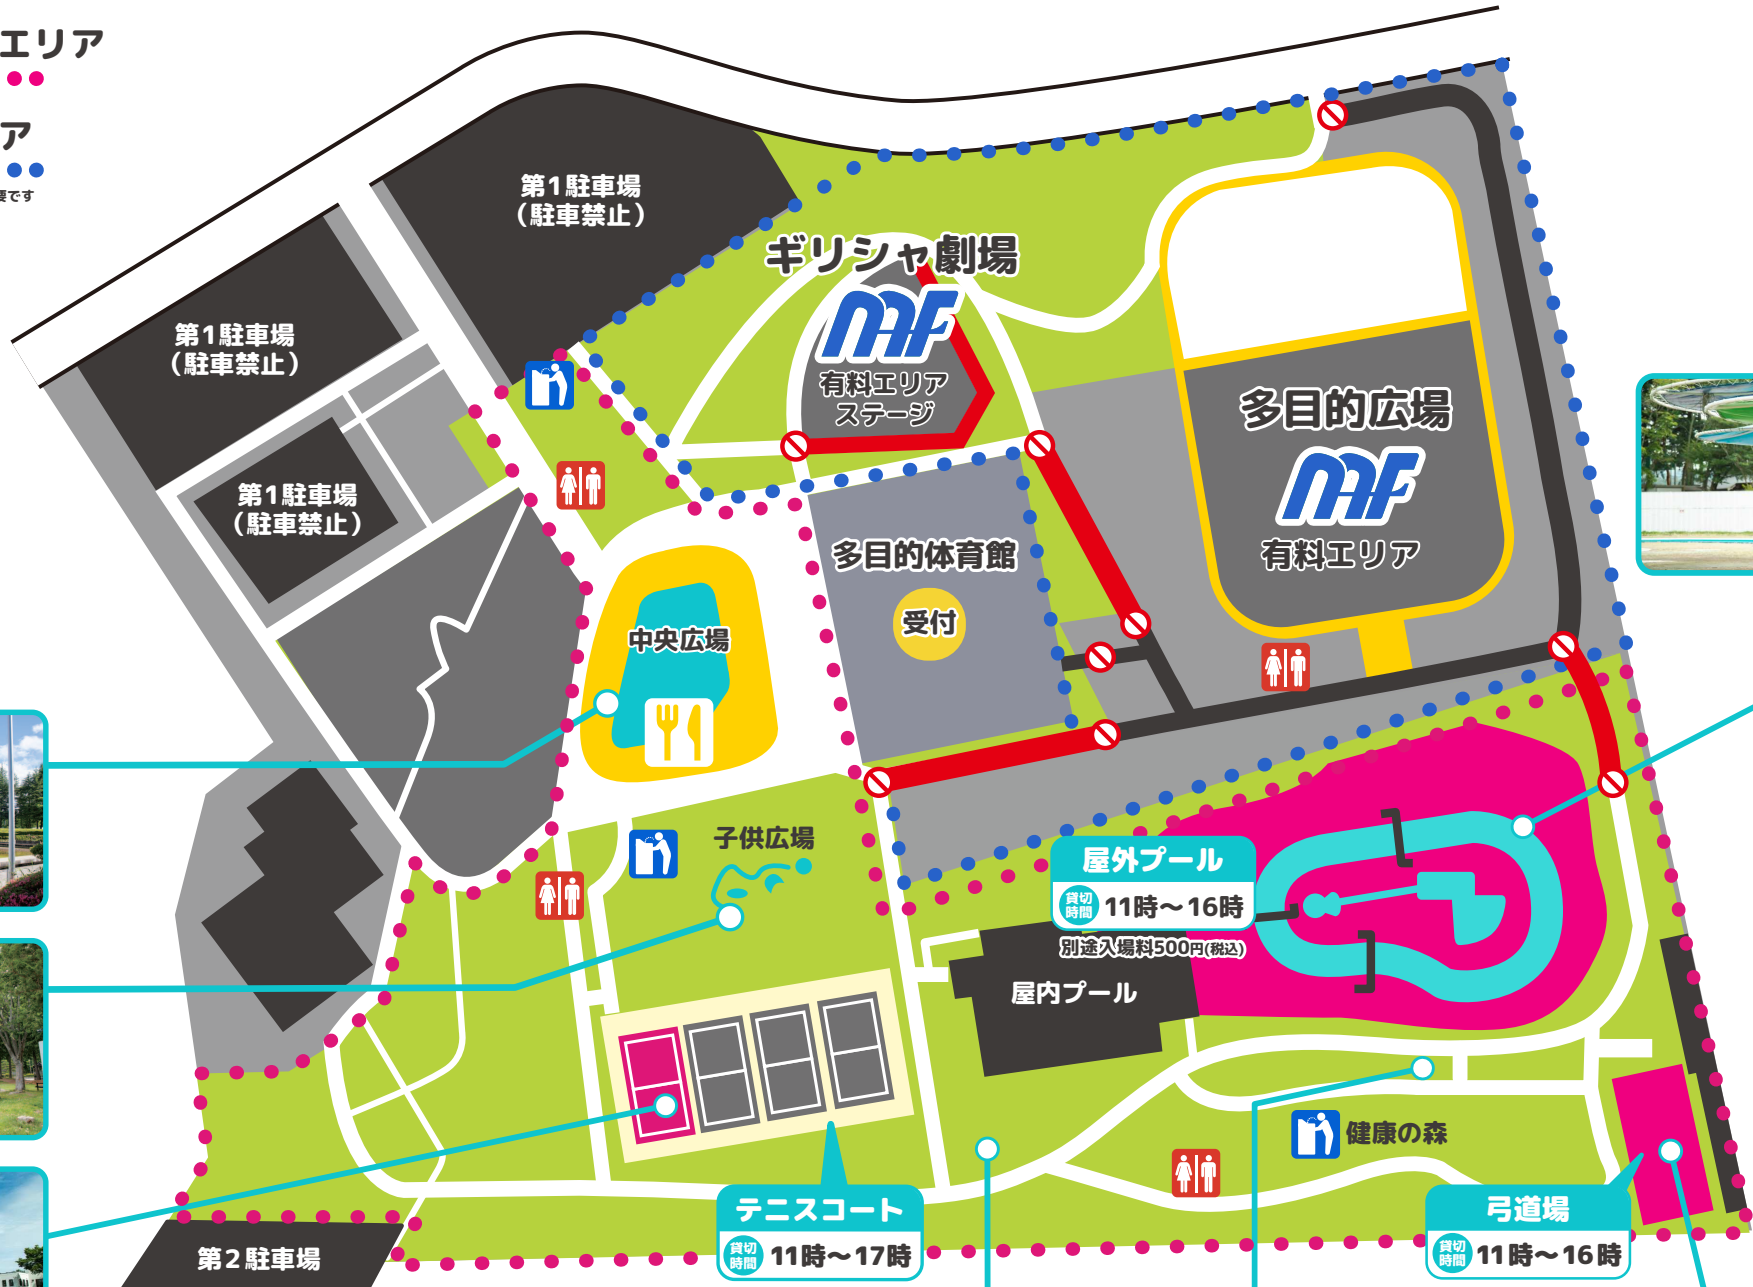 エリア
ア
要です
第1駐車場
（駐車禁止）
ギリシャ劇場
MAF
有料エリア
ステージ
第1駐車場
（駐車禁止）
多目的広場
MAF
有料エリア
第1駐車場
（駐車禁止）
多目的体育館
受付
中央広場
子供広場
屋外プール
貸切
時間
11時〜16時
別途入場料500円(税込)
屋内プール
健康の森
テニスコート
貸切
時間
11時〜17時
弓道場
貸切
時間
11時〜16時
第2駐車場